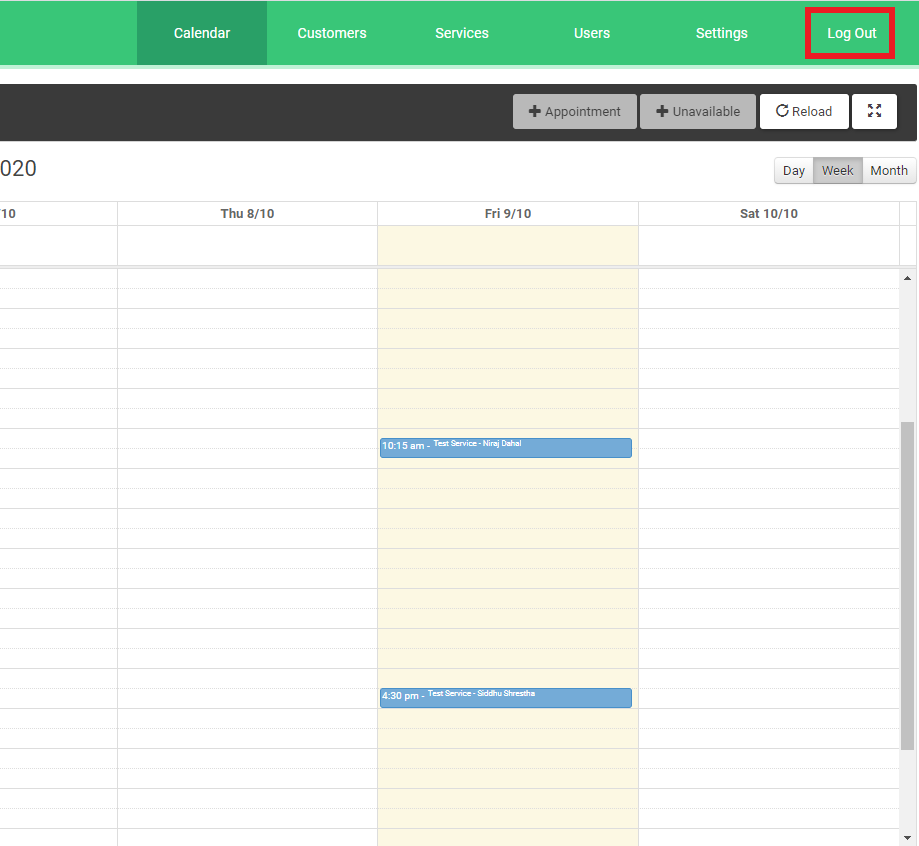 Calendar Customers Services Users Settings Log Out
Appointment Unavailable Reload
020
Day Week Month
/10 Thu 8/10 Fri 9/10 Sat 10/10
10:15 am - Test Service - Niraj Dahal
4:30 pm - Test Service - Siddhu Shrestha